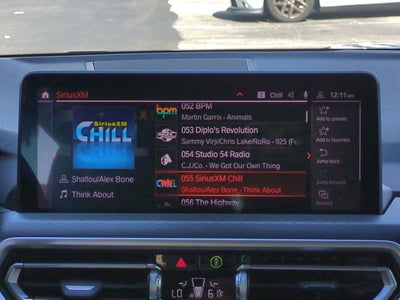 SiriusXM
2 Chill
12:11 pm
SiriusXM
CHILL
Shallou/Alex Bone
Think About
bpm
052 BPM
Martin Garrix - Animals
053 Diplo's Revolution
Sammy Virji/Chris Lake/RoRo - 925 (Fo
054 Studio 54 Radio
C.J./Co. - We Got Our Own Thing
055 SiriusXM Chill
Shallou/Alex Bone - Think About
056 The Highway
Add to presets
Add to favorites
Jump back
Jump forward
LO